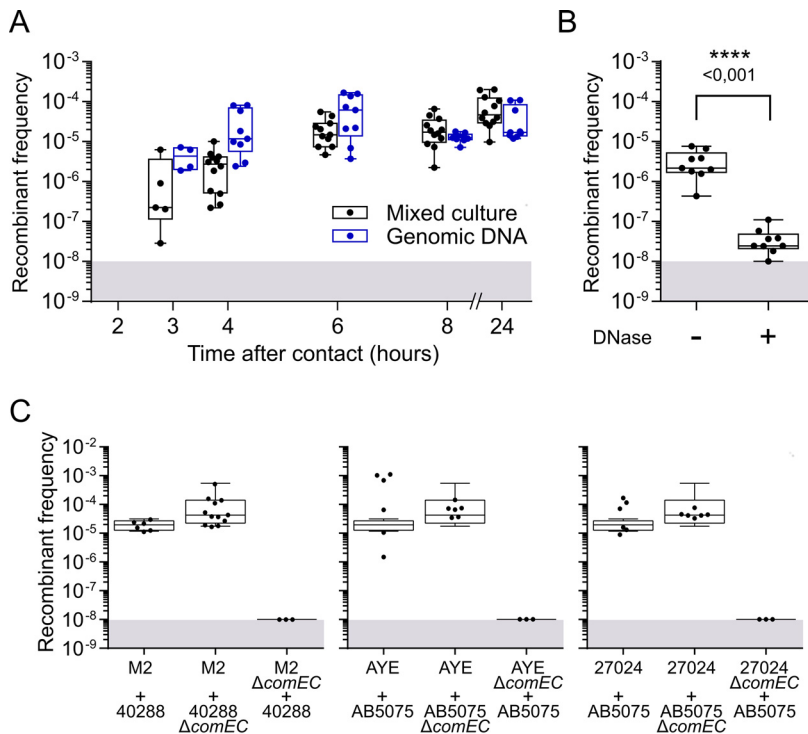 A
Recombinant frequency
10-3
10-4
10-5
10-6
10-7
10-8
10-9
Mixed culture
Genomic DNA
2 3 4 6 8 24
Time after contact (hours)
B
Recombinant frequency
10-3
10-4
10-5
10-6
10-7
10-8
10-9
****
<0,001
DNase - +
C
Recombinant frequency
10-2
10-3
10-4
10-5
10-6
10-7
10-8
10-9
M2
+
40288
M2
+
40288
ΔcomEC
M2
ΔcomEC
+
40288
AYE
+
AB5075
AYE
+
AB5075
ΔcomEC
AYE
ΔcomEC
+
AB5075
27024
+
AB5075
27024
+
AB5075
ΔcomEC
27024
ΔcomEC
+
AB5075